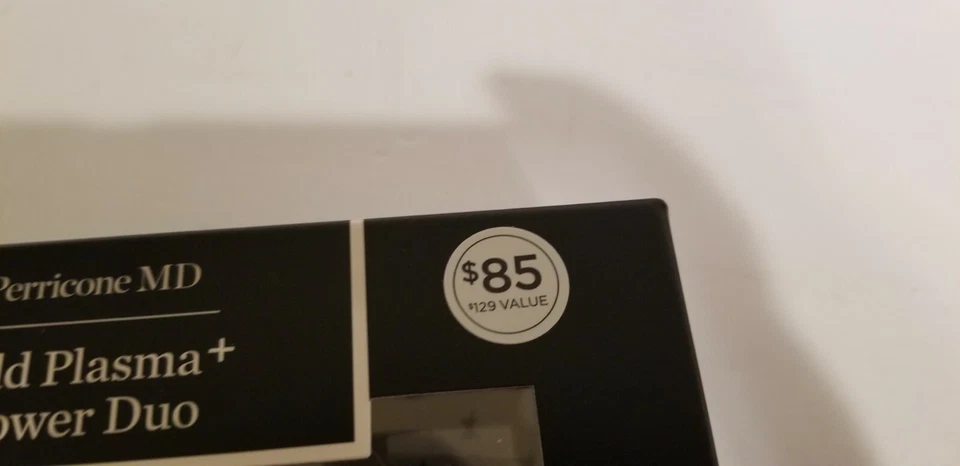 Perricone MD
ld Plasma+
ower Duo
$85
$129 VALUE